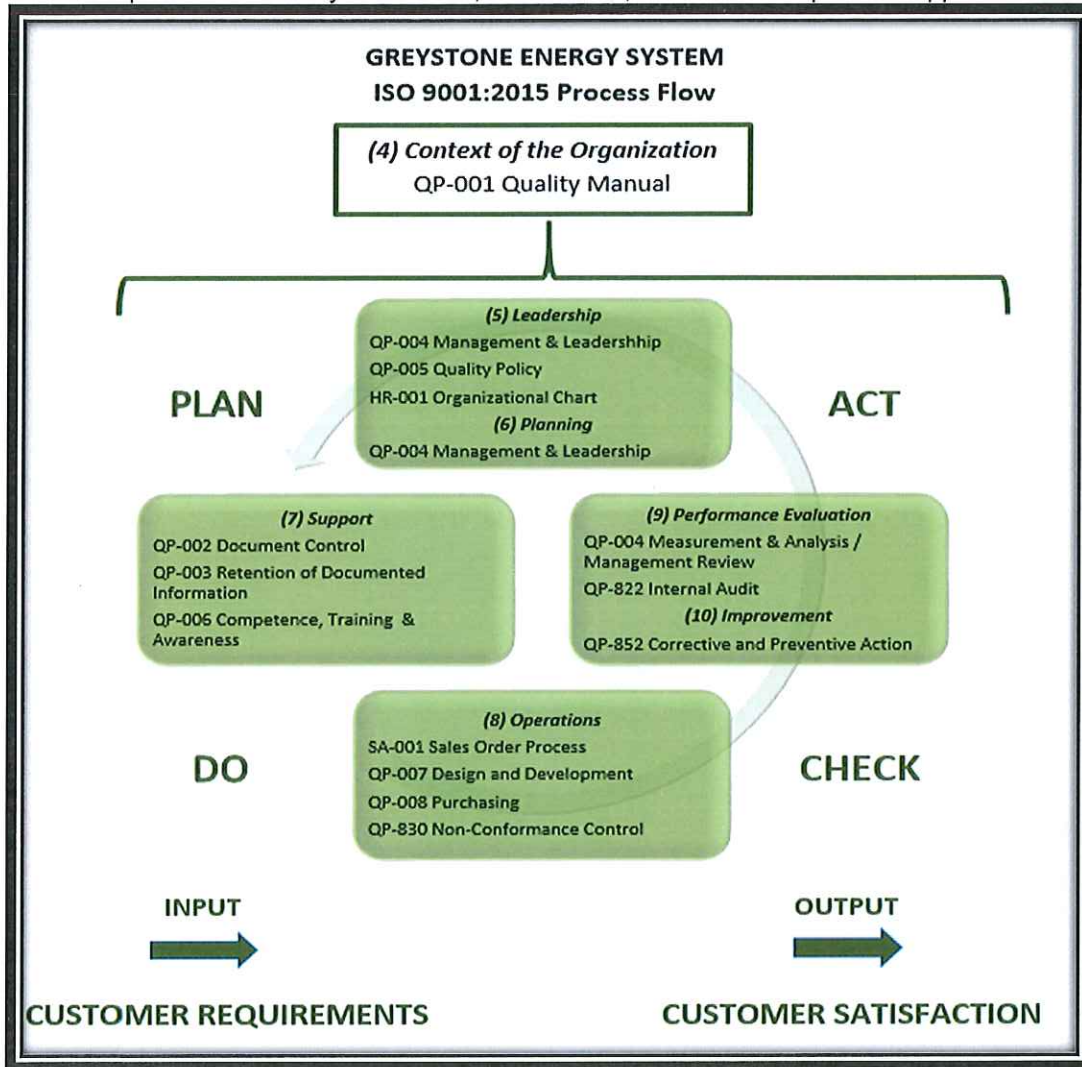 GREYSTONE ENERGY SYSTEM
ISO 9001:2015 Process Flow
(4) Context of the Organization
QP-001 Quality Manual
(5) Leadership
QP-004 Management & Leadershhip
QP-005 Quality Policy
HR-001 Organizational Chart
(6) Planning
QP-004 Management & Leadership
PLAN
ACT
(7) Support
QP-002 Document Control
QP-003 Retention of Documented
Information
QP-006 Competence, Training & 
Awareness
(9) Performance Evaluation
QP-004 Measurement & Analysis /
Management Review
QP-822 Internal Audit
(10) Improvement
QP-852 Corrective and Preventive Action
(8) Operations
SA-001 Sales Order Process
QP-007 Design and Development
QP-008 Purchasing
QP-830 Non-Conformance Control
DO
CHECK
INPUT
OUTPUT
CUSTOMER REQUIREMENTS
CUSTOMER SATISFACTION